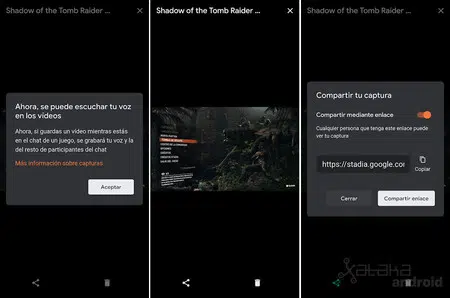 Shadow of the Tomb Raider ...
Ahora, se puede escuchar tu voz
en los vídeos
Ahora, si guardas un vídeo mientras estás
en el chat de un juego, se grabará tu voz y la
del resto de participantes del chat
Más información sobre capturas
Aceptar
Shadow of the Tomb Raider ...
Shadow of the Tomb Raider ...
Compartir tu captura
Compartir mediante enlace
Cualquier persona que tenga este enlace puede
ver tu captura
https://stadia.google.cor
Copiar
Cerrar
Compartir enlace
xataka
android